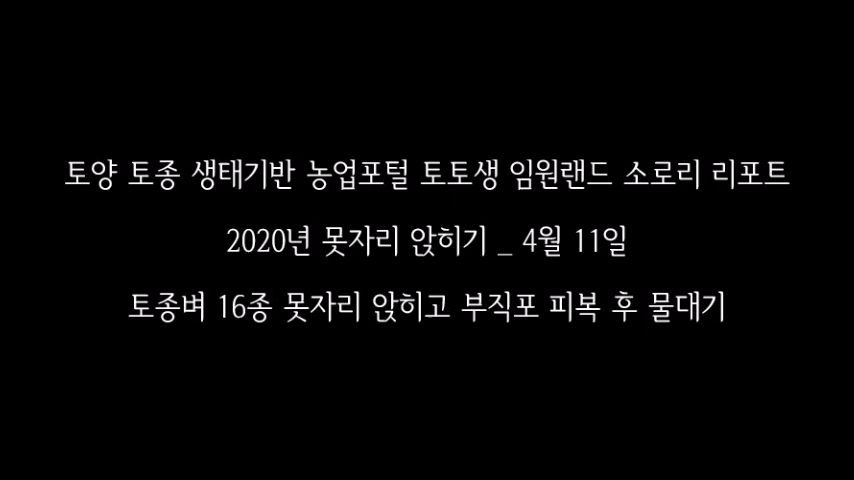 토양 토종 생태기반 농업포털 토토생 임원랜드 소로리 리포트
2020년 못자리 앉히기 _ 4월 11일
토종벼 16종 못자리 앉히고 부직포 피복 후 물대기